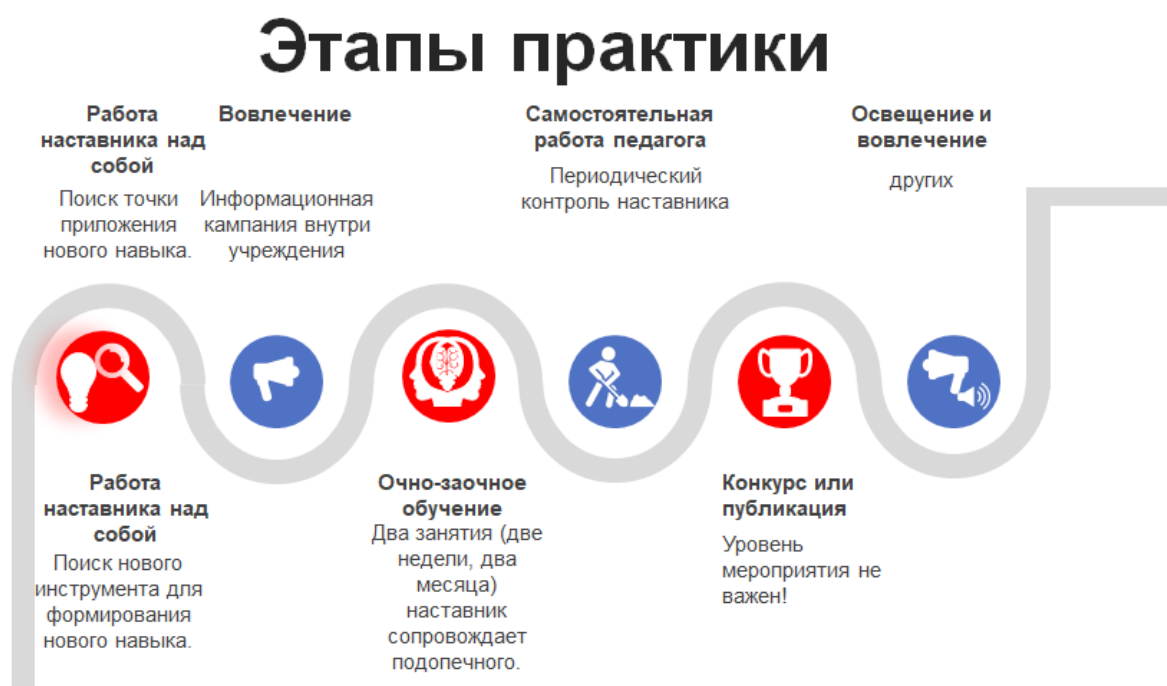 Этапы практики
Работа
наставника над
собой
Поиск точки
приложения
нового навыка.
Вовлечение
Информационная
кампания внутри
учреждения
Самостоятельная
работа педагога
Периодический
контроль наставника
Освещение и
вовлечение
других
Работа
наставника над
собой
Поиск нового
инструмента для
формирования
нового навыка.
Очно-заочное
обучение
Два занятия (две
недели, два
месяца)
наставник
сопровождает
подопечного.
Конкурс или
публикация
Уровень
мероприятия не
важен!